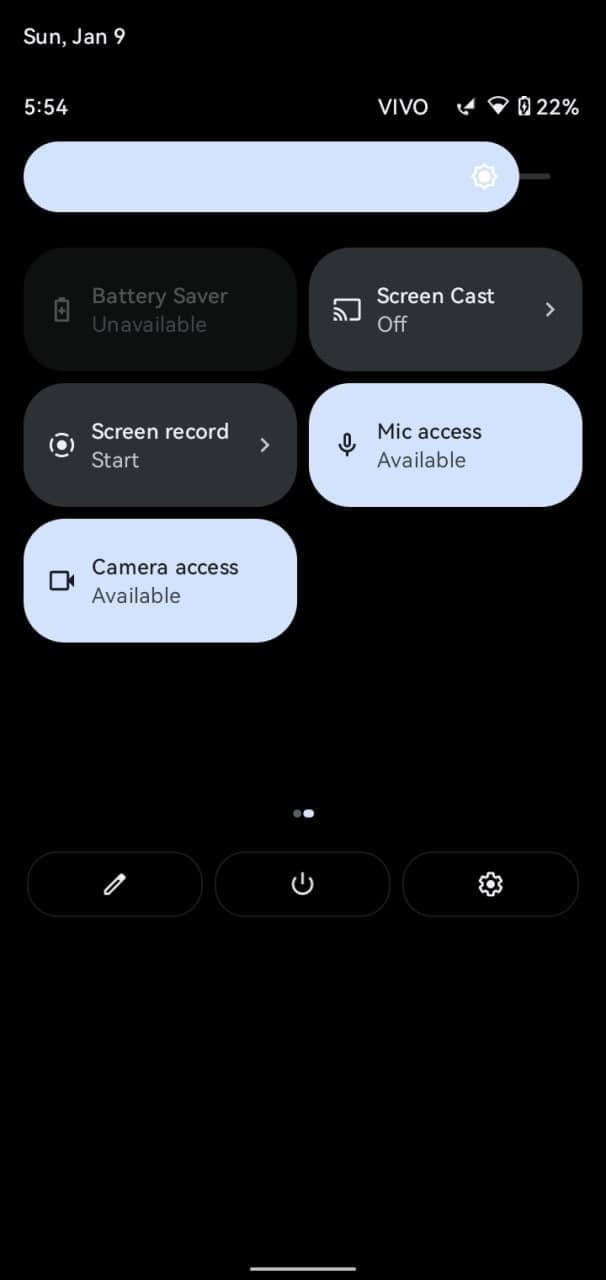 Sun, Jan 9
5:54 VIVO 22%
Battery Saver
Unavailable
Screen Cast
Off
Screen record
Start
Mic access
Available
Camera access
Available